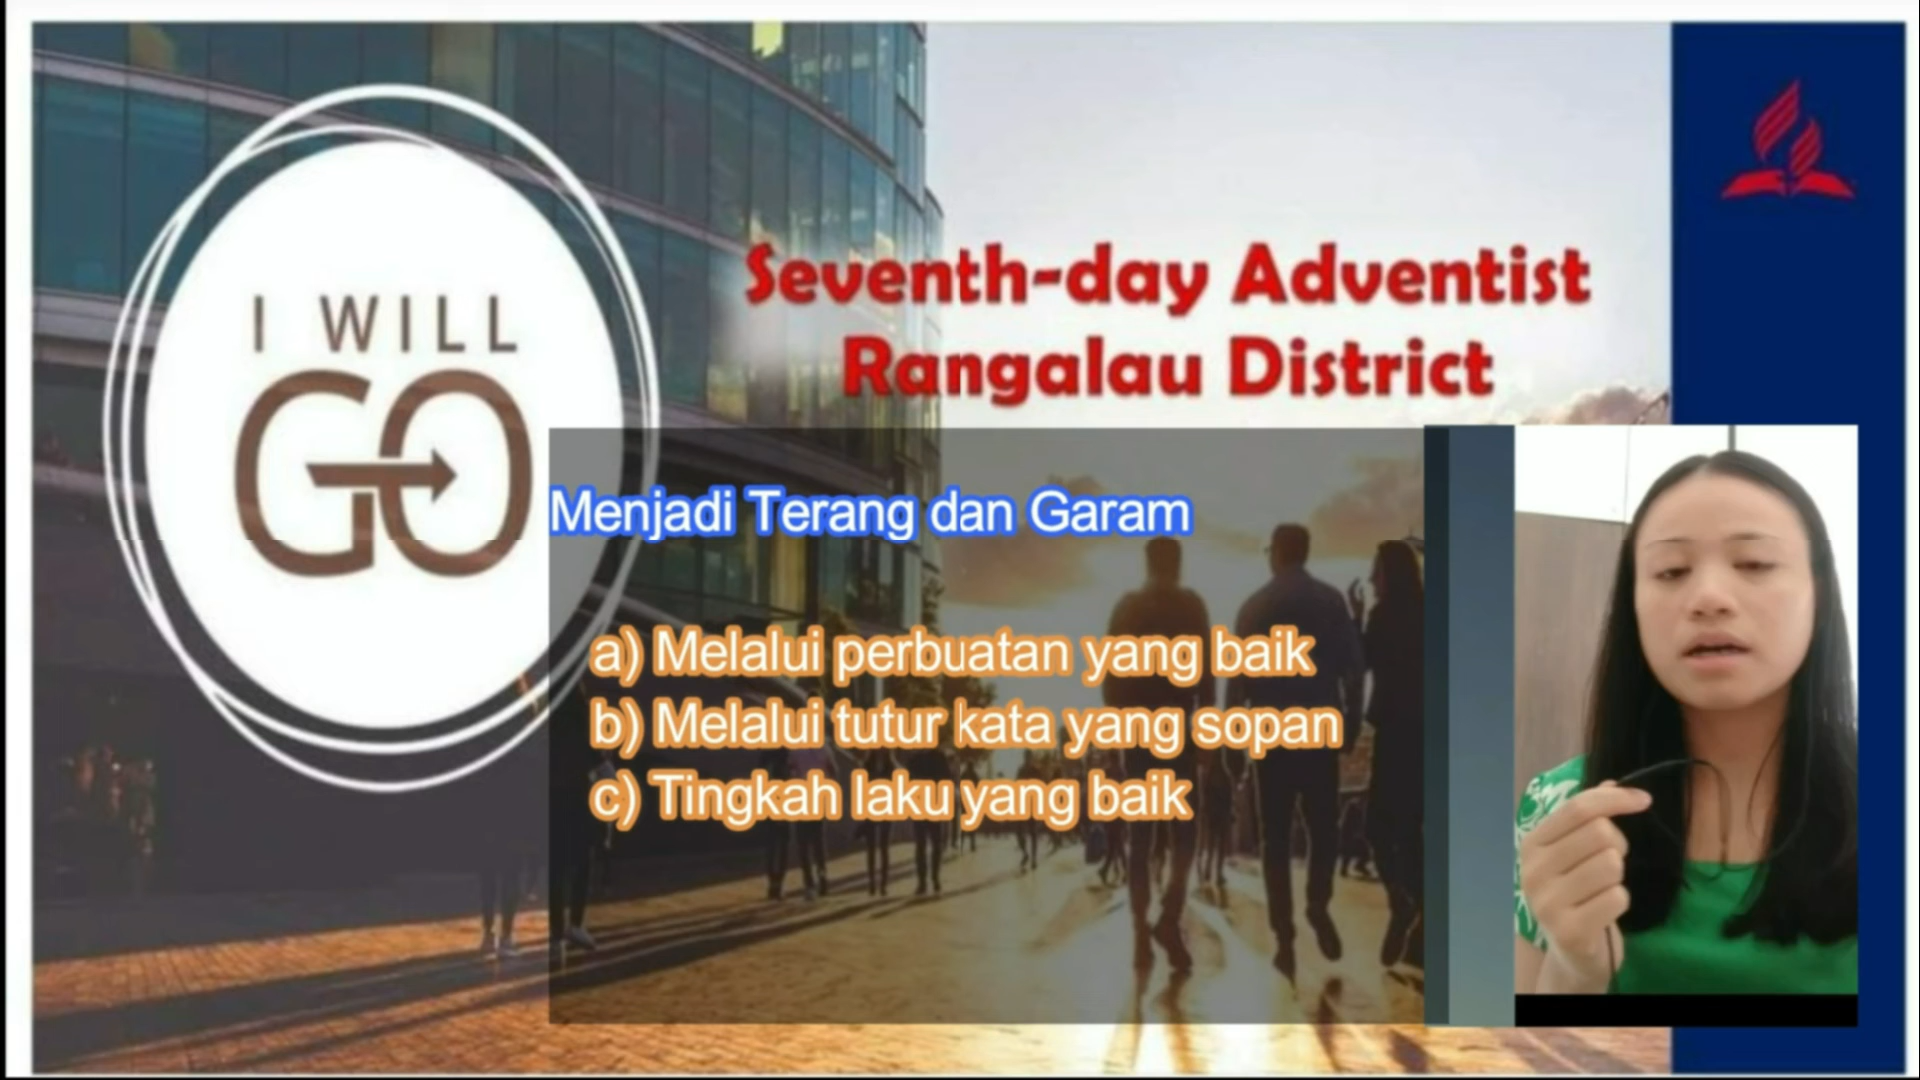 I WILL
GO
Seventh-day Adventist
Rangalau District
Menjadi Terang dan Garam
a) Melalui perbuatan yang baik
b) Melalui tutur kata yang sopan
c) Tingkah laku yang baik